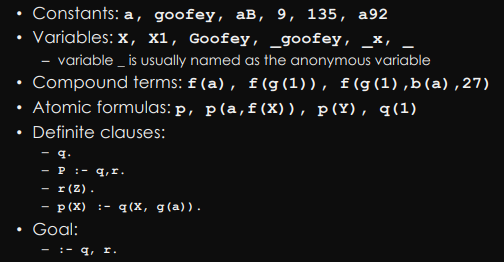 • Constants: a, goofey, aB, 9, 135, a92
• Variables: X, X1, Goofey, _goofey, _x, _
– variable _ is usually named as the anonymous variable
• Compound terms: f(a), f(g(1)), f(g(1),b(a),27)
• Atomic formulas: p, p(a,f(X)), p(Y), q(1)
• Definite clauses:
– q.
– P :- q,r.
– r(Z).
– p(X) :- q(X, g(a)).
• Goal:
– :- q, r.